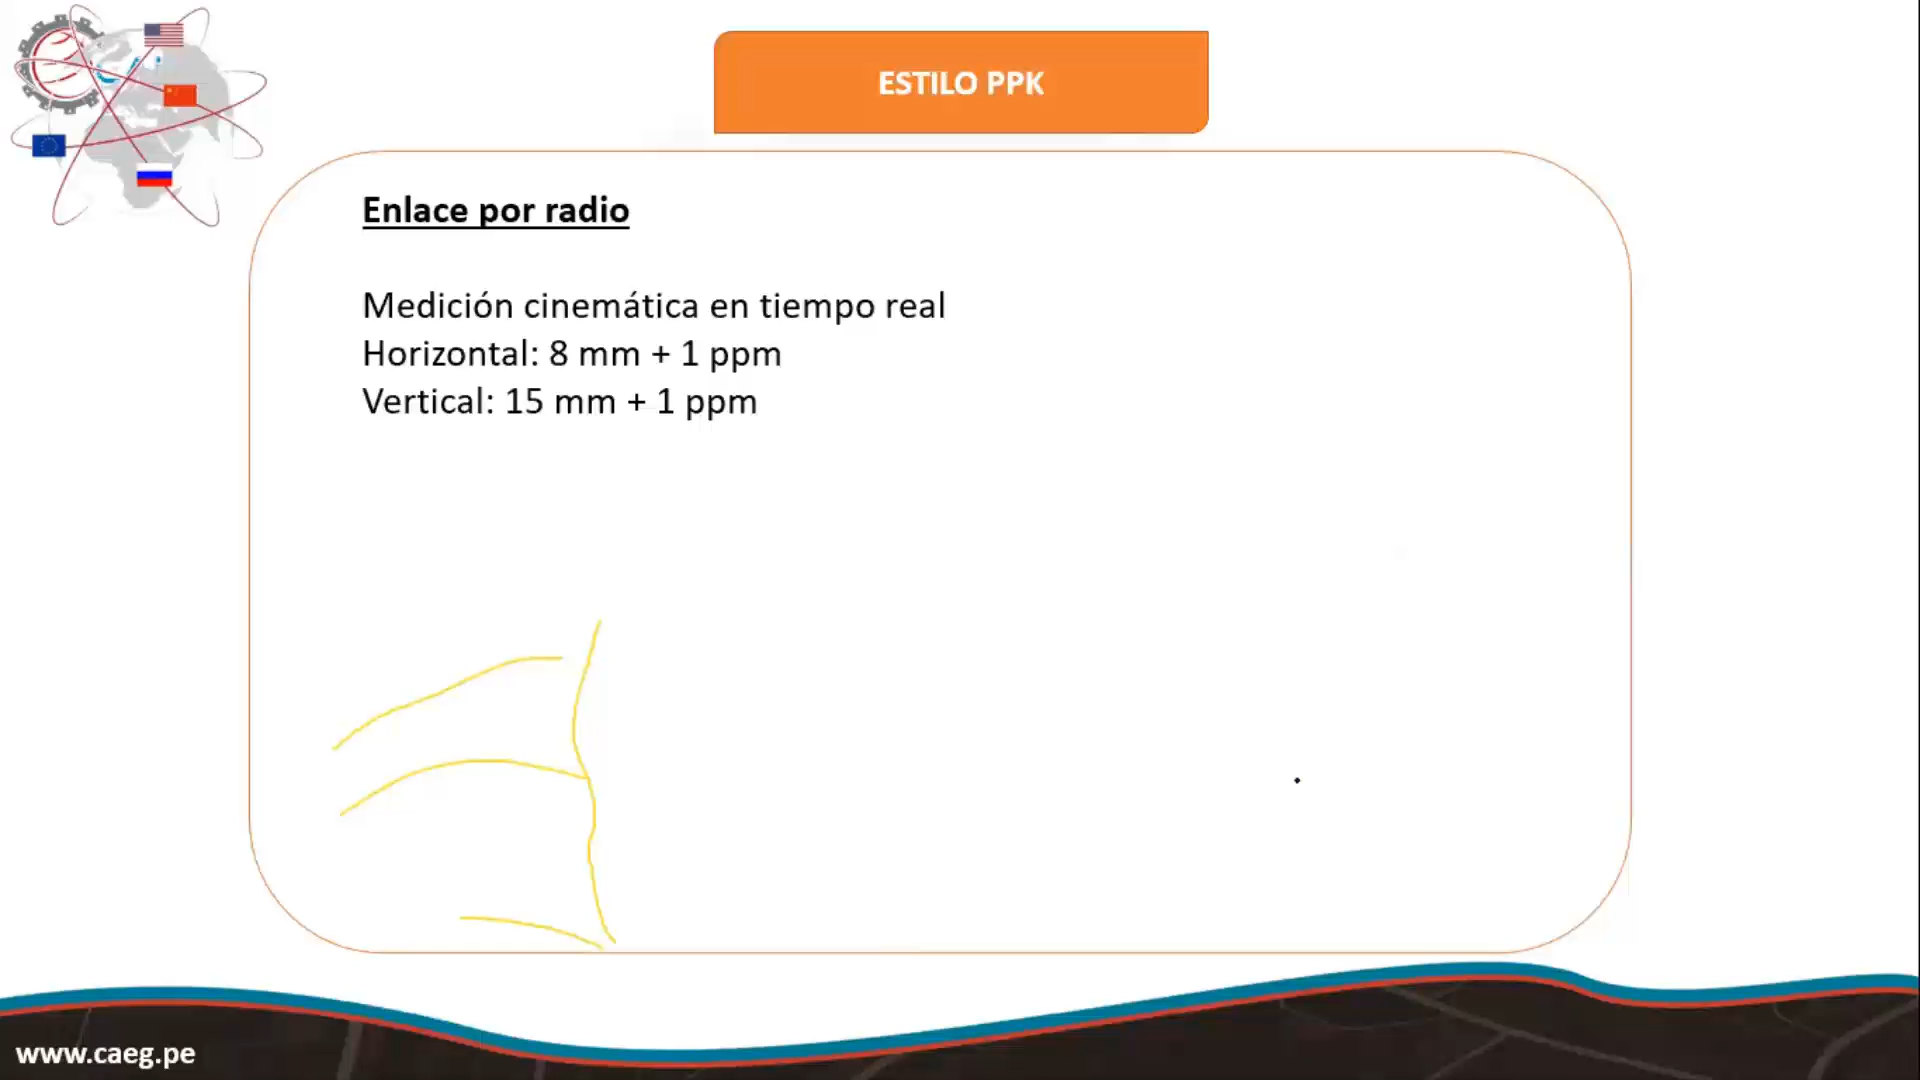 ESTILO PPK
Enlace por radio
Medición cinemática en tiempo real
Horizontal: 8 mm + 1 ppm
Vertical: 15 mm + 1 ppm
www.caeg.pe